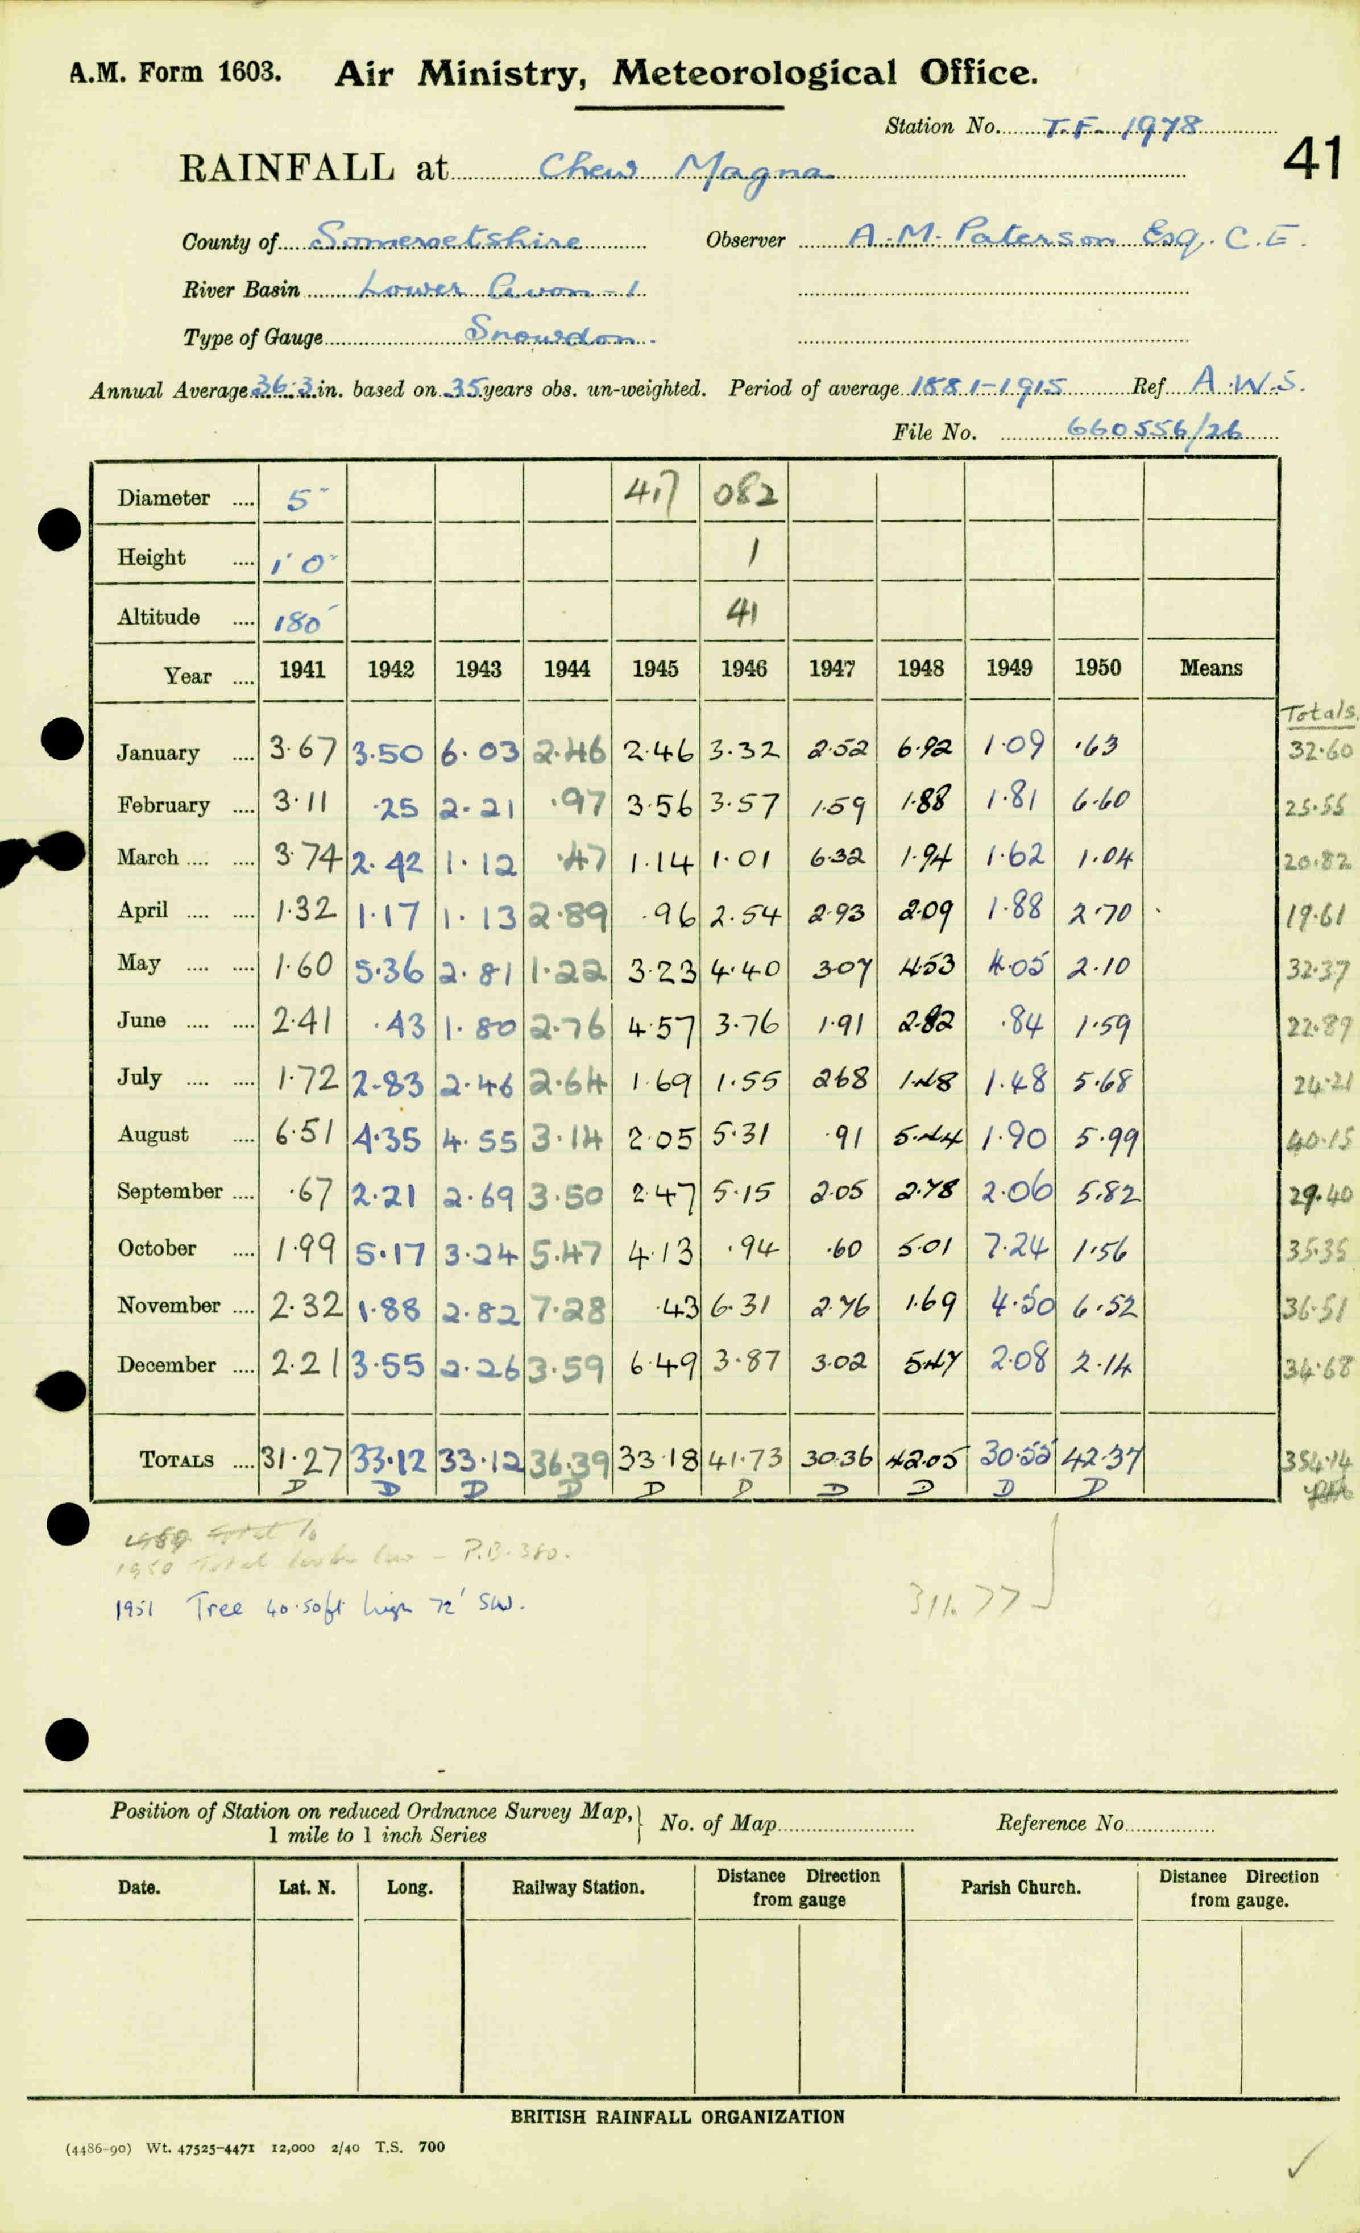 A.M. Form 1603. Air Ministry, Meteorological Office.
Station No. T.F. 1978
41
RAINFALL at Chew Magna
County of Somersetshire Observer A.M. Paterson Esq. C.E.
River Basin Lower Avon - 1
Type of Gauge Snowdon.
Annual Average 36.3 in. based on 35 years obs. un-weighted. Period of average 1881-1915 Ref A.W.S.
File No. 660556/26
Diameter .... 5" 417 082
Height .... 1' 0" 1
Altitude .... 180' 41
Year .... 1941 1942 1943 1944 1945 1946 1947 1948 1949 1950 Means
Totals.
January .... 3.67 3.50 6.03 2.46 2.46 3.32 2.52 6.92 1.09 .63 32.60
February .... 3.11 .25 2.21 .97 3.56 3.57 1.59 1.88 1.81 6.60 25.55
March .... .... 3.74 2.42 1.12 .47 1.14 1.01 6.32 1.94 1.62 1.04 20.82
April .... .... 1.32 1.17 1.13 2.89 .96 2.54 2.93 2.09 1.88 2.70 19.61
May .... .... 1.60 5.36 2.81 1.22 3.23 4.40 3.07 4.53 4.05 2.10 32.37
June .... .... 2.41 .43 1.80 2.76 4.57 3.76 1.91 2.82 .84 1.59 22.89
July .... .... 1.72 2.83 2.46 2.64 1.69 1.55 2.68 1.48 1.48 5.68 24.21
August .... 6.51 4.35 4.55 3.14 2.05 5.31 .91 5.44 1.90 5.99 40.15
September .... .67 2.21 2.69 3.50 2.47 5.15 2.05 2.78 2.06 5.82 29.40
October .... 1.99 5.17 3.24 5.47 4.13 .94 .60 5.01 7.24 1.56 35.35
November .... 2.32 1.88 2.82 7.28 .43 6.31 2.76 1.69 4.50 6.52 36.51
December .... 2.21 3.55 2.26 3.59 6.49 3.87 3.02 5.47 2.08 2.14 34.68
TOTALS .... 31.27 33.12 33.12 36.39 33.18 41.73 30.36 42.05 30.55 42.37 354.14
D D D D D D D D D D
1950 Total looks low - P.B. 380.
1951 Tree 40.50ft high 72' SW.
311.77
Position of Station on reduced Ordnance Survey Map, } No. of Map Reference No.
1 mile to 1 inch Series
Date. Lat. N. Long. Railway Station. Distance Direction from gauge Parish Church. Distance Direction from gauge.
BRITISH RAINFALL ORGANIZATION
(4486-90) Wt. 47525-4471 12,000 2/40 T.S. 700